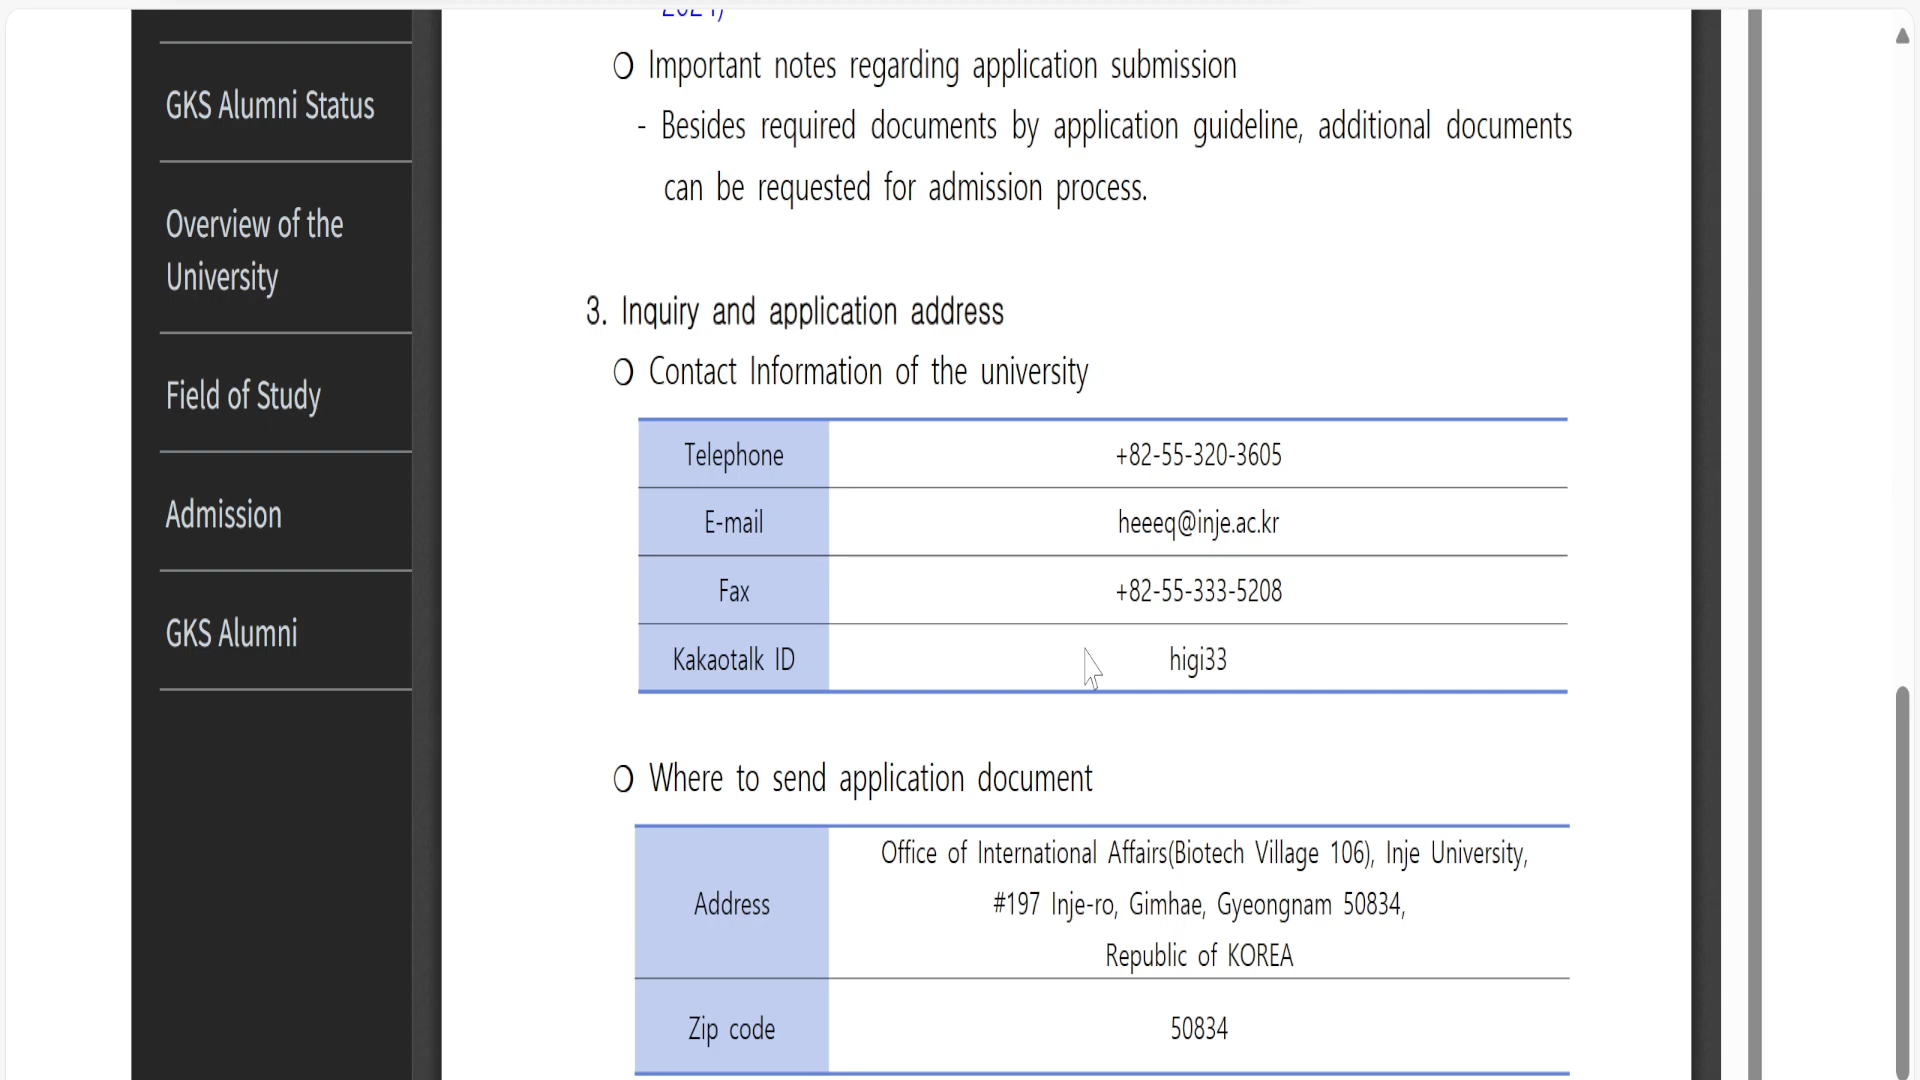 GKS Alumni Status
Overview of the
University
Field of Study
Admission
GKS Alumni
○ Important notes regarding application submission
- Besides required documents by application guideline, additional documents
can be requested for admission process.
3. Inquiry and application address
○ Contact Information of the university
Telephone +82-55-320-3605
E-mail heeeq@inje.ac.kr
Fax +82-55-333-5208
Kakaotalk ID higi33
○ Where to send application document
Address Office of International Affairs(Biotech Village 106), Inje University,
#197 Inje-ro, Gimhae, Gyeongnam 50834,
Republic of KOREA
Zip code 50834